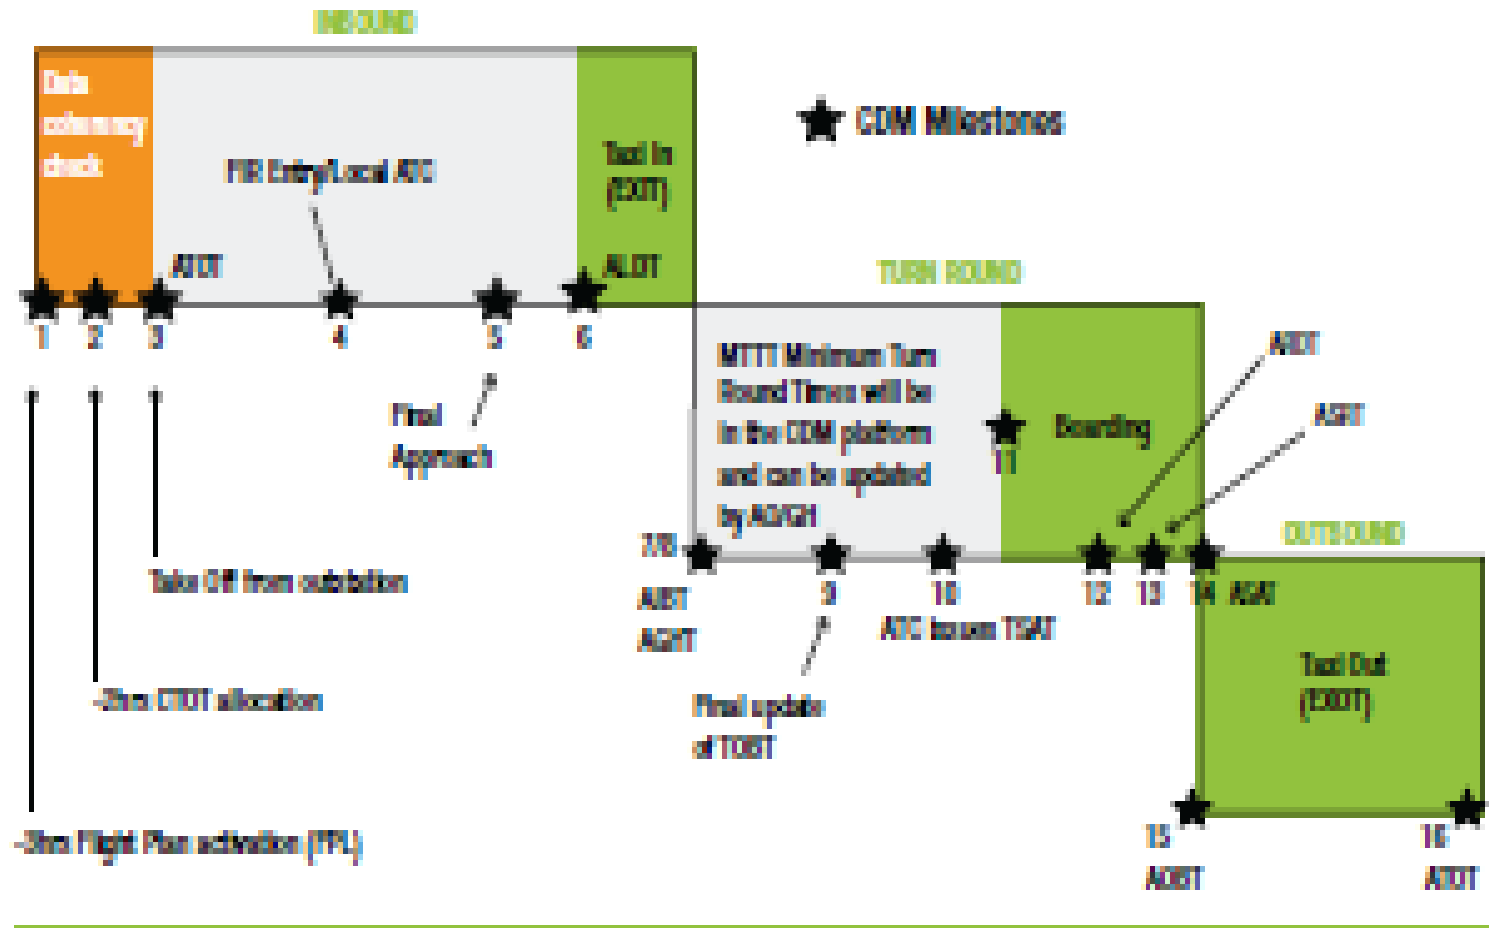 INBOUND
Data
coherency
check
CDM Milestones
FIR Entry/Local ATC
Taxi In
(EXIT)
ATOT
ALDT
TURN ROUND
1
2
3
4
5
6
MTTT Minimum Turn
Round Times will be
in the CDM platform
and can be updated
by AO/GH
11
Boarding
ARDT
ASRT
Final
Approach
OUTBOUND
7/8
AIBT
AGHT
9
10
12
13
14
ASAT
ATC issues TSAT
Take Off from outstation
-2hrs CTOT allocation
Final update
of TOBT
Taxi Out
(EXOT)
-3hrs Flight Plan activation (FPL)
15
AOBT
16
ATOT